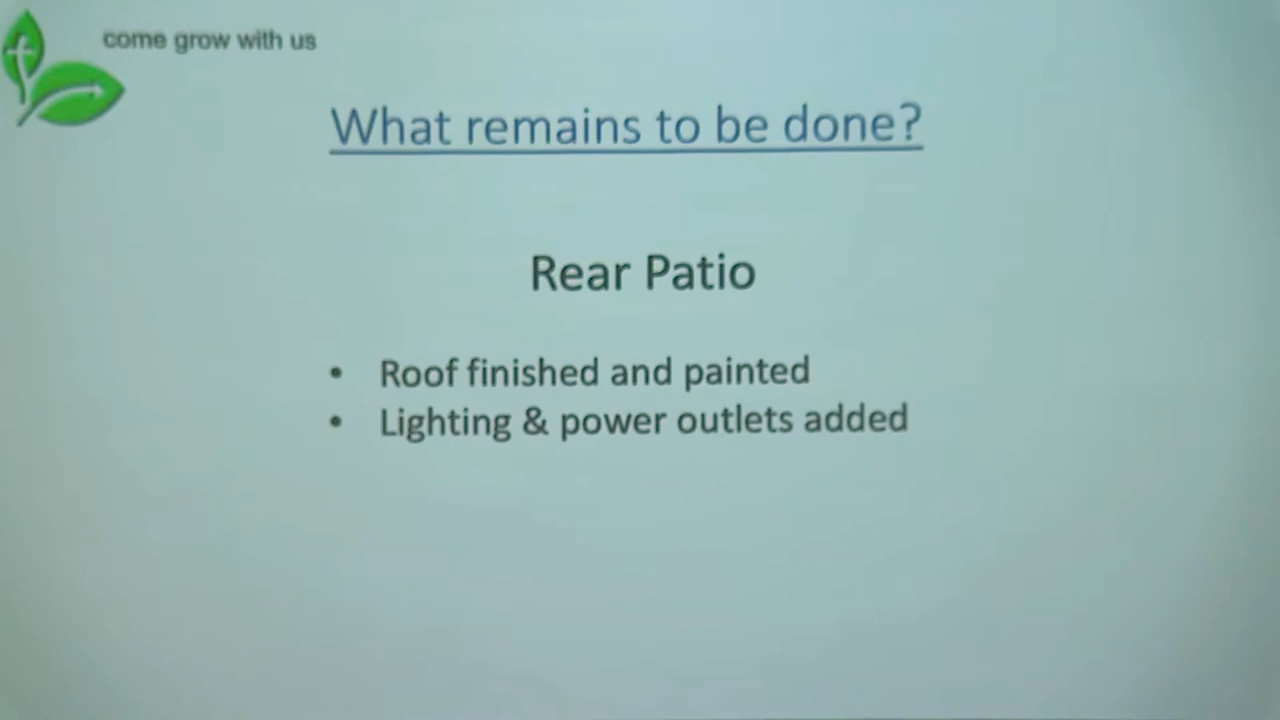 come grow with us
What remains to be done?
Rear Patio
• Roof finished and painted
• Lighting & power outlets added